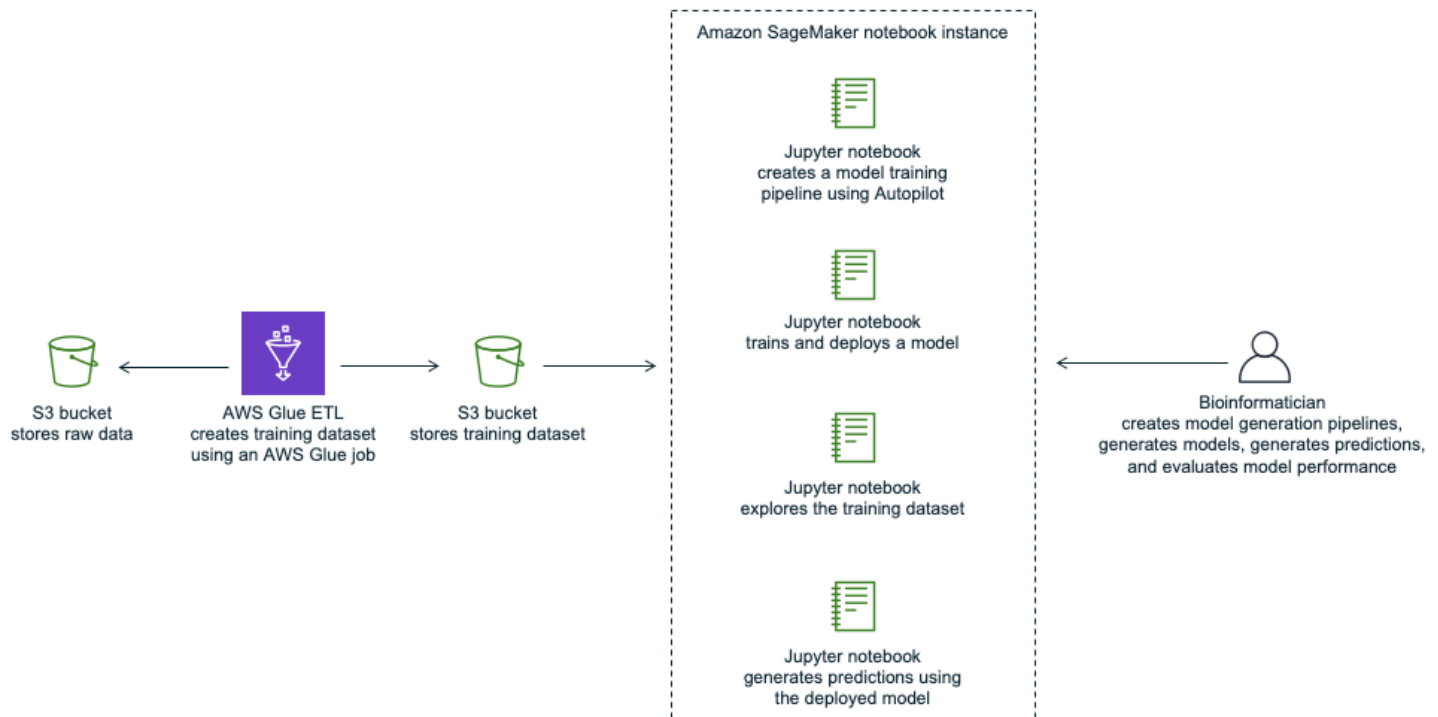 Amazon SageMaker notebook instance
Jupyter notebook
creates a model training
pipeline using Autopilot
Jupyter notebook
trains and deploys a model
S3 bucket
stores raw data
AWS Glue ETL
creates training dataset
using an AWS Glue job
S3 bucket
stores training dataset
Bioinformatician
creates model generation pipelines,
generates models, generates predictions,
and evaluates model performance
Jupyter notebook
explores the training dataset
Jupyter notebook
generates predictions using
the deployed model